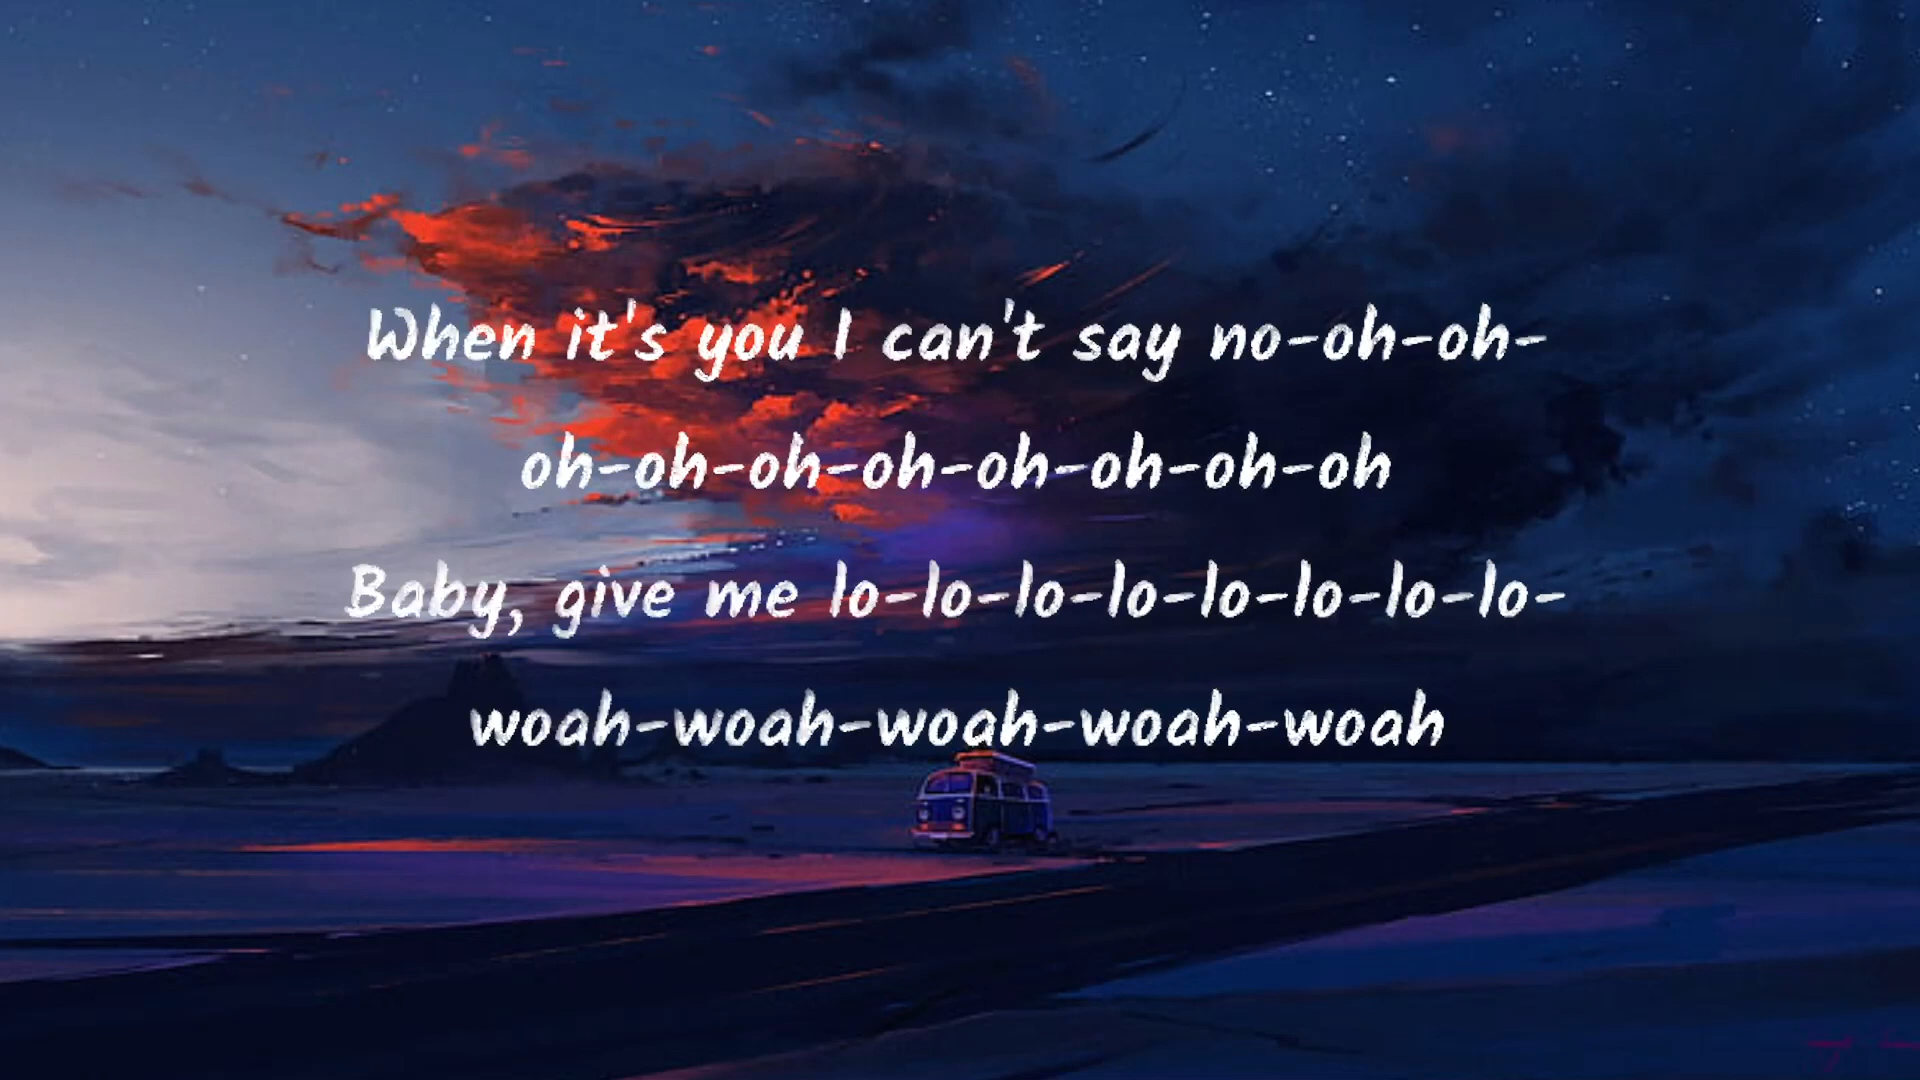 When it's you I can't say no-oh-oh-
oh-oh-oh-oh-oh-oh-oh-oh
Baby, give me lo-lo-lo-lo-lo-lo-lo-lo-
woah-woah-woah-woah-woah